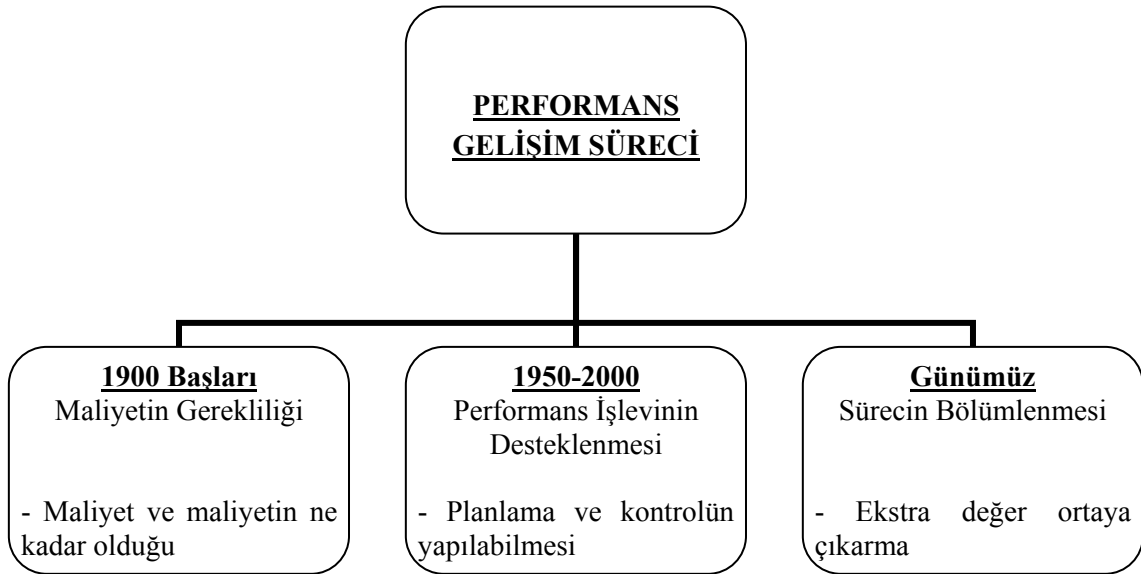 PERFORMANS
GELİŞİM SÜRECİ
1900 Başları
Maliyetin Gerekliliği
- Maliyet ve maliyetin ne
kadar olduğu
1950-2000
Performans İşlevinin
Desteklenmesi
- Planlama ve kontrolün
yapılabilmesi
Günümüz
Sürecin Bölümlenmesi
- Ekstra değer ortaya
çıkarma